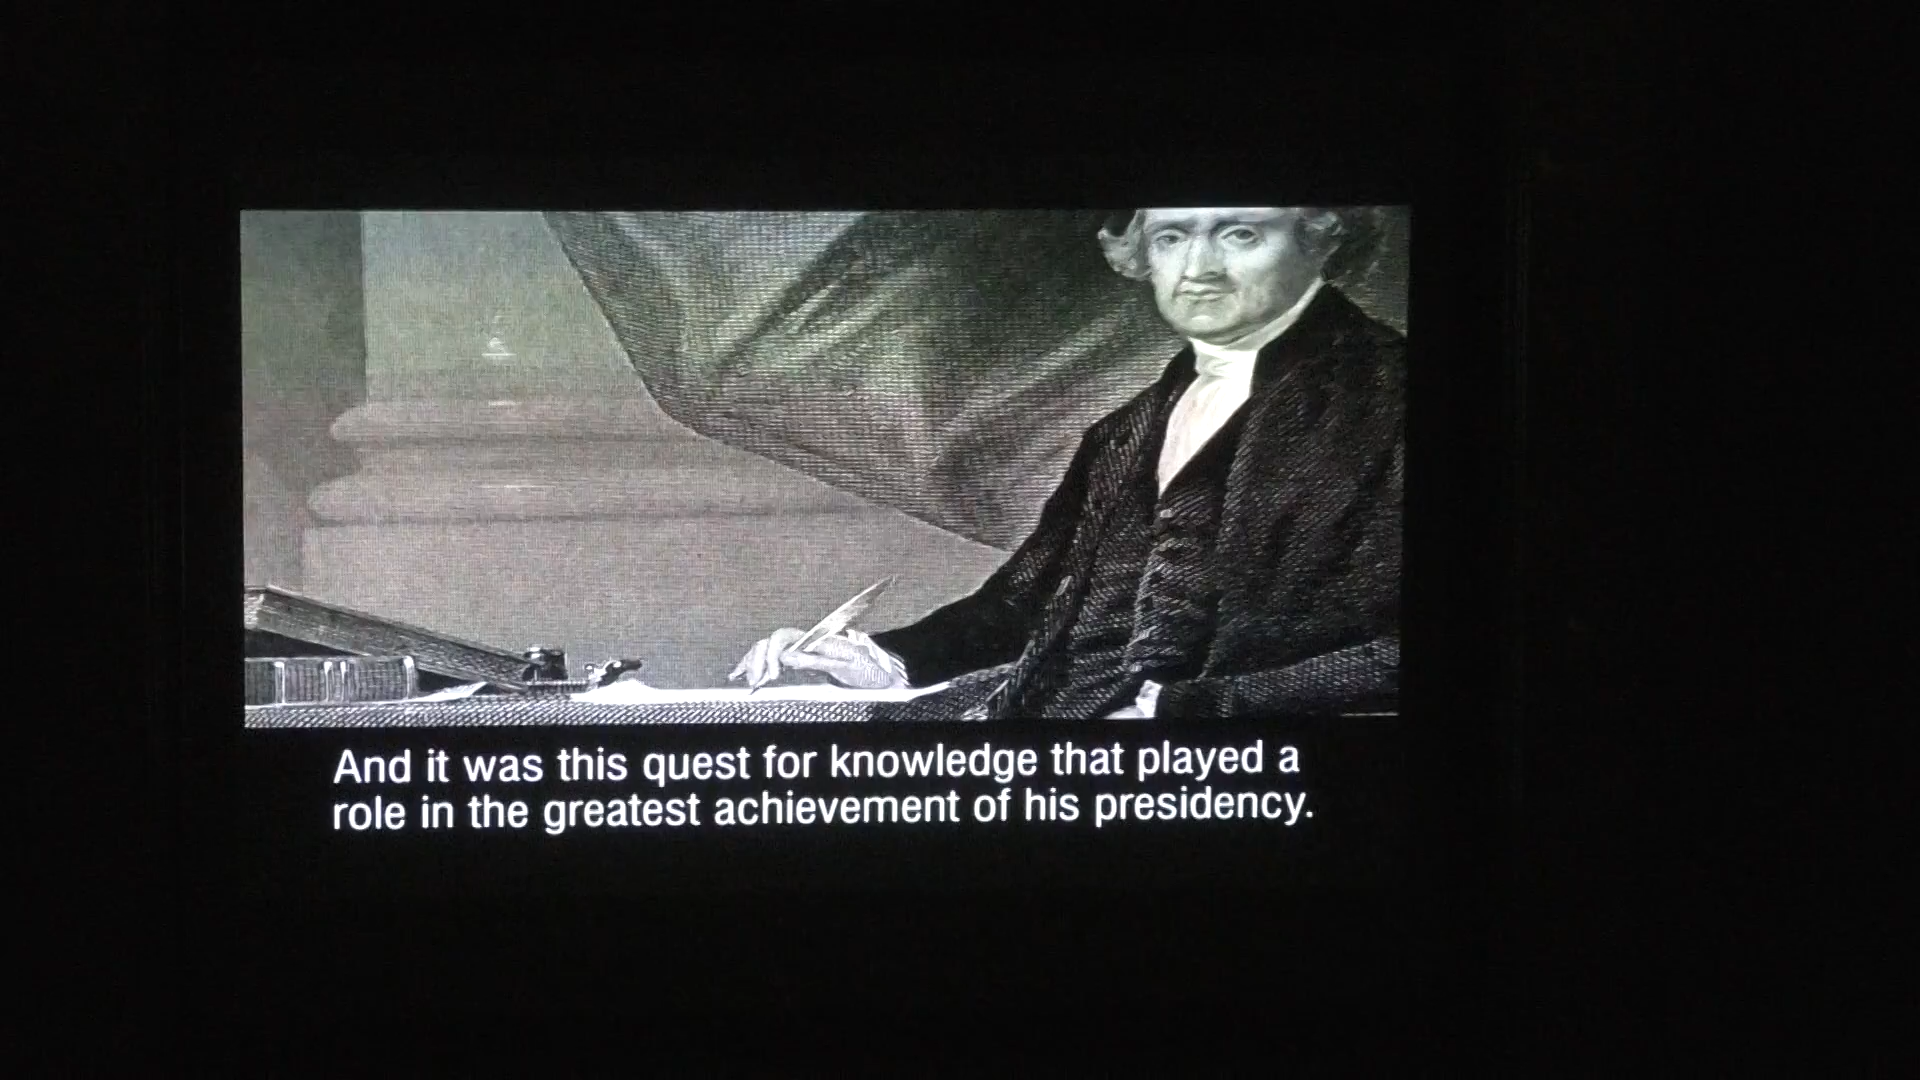 And it was this quest for knowledge that played a
role in the greatest achievement of his presidency.